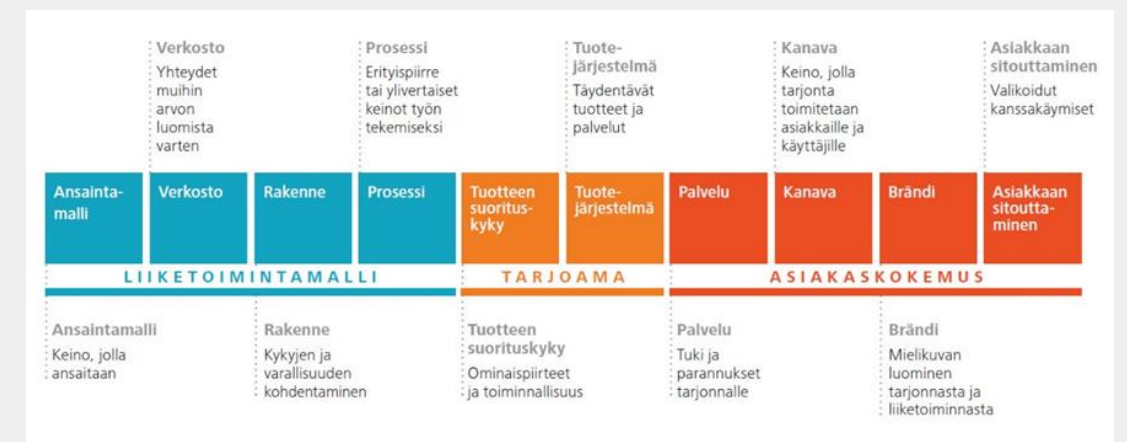 Verkosto
Yhteydet
muihin
arvon
luomista
varten
Prosessi
Erityispiirre
tai ylivertaiset
keinot työn
tekemiseksi
Tuote-
järjestelmä
Täydentävät
tuotteet ja
palvelut
Kanava
Keino, jolla
tarjonta
toimitetaan
asiakkaille ja
käyttäjille
Asiakkaan
sitouttaminen
Valikoidut
kanssakäymiset
Ansainta-
malli
Verkosto
Rakenne
Prosessi
Tuotteen
suoritus-
kyky
Tuote-
järjestelmä
Palvelu
Kanava
Brändi
Asiakkaan
sitoutta-
minen
LIIKETOIMINTAMALLI
TARJOAMA
ASIAKASKOKEMUS
Ansaintamalli
Keino, jolla
ansaitaan
Rakenne
Kykyjen ja
varallisuuden
kohdentaminen
Tuotteen
suorituskyky
Ominaispiirteet
ja toiminnallisuus
Palvelu
Tuki ja
parannukset
tarjonnalle
Brändi
Mielikuvan
luominen
tarjonnasta ja
liiketoiminnasta